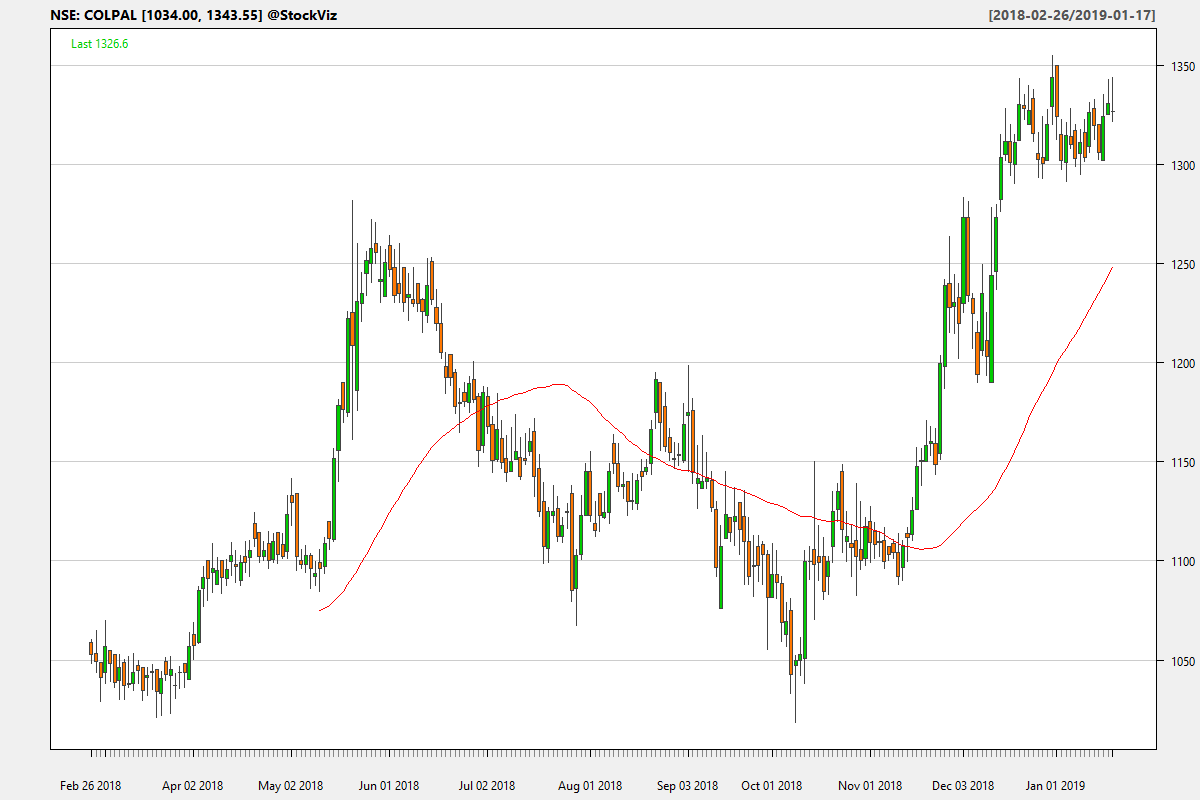 NSE: COLPAL [1034.00, 1343.55] @StockViz
[2018-02-26/2019-01-17]
Last 1326.6
1350
1300
1250
1200
1150
1100
1050
Feb 26 2018
Apr 02 2018
May 02 2018
Jun 01 2018
Jul 02 2018
Aug 01 2018
Sep 03 2018
Oct 01 2018
Nov 01 2018
Dec 03 2018
Jan 01 2019